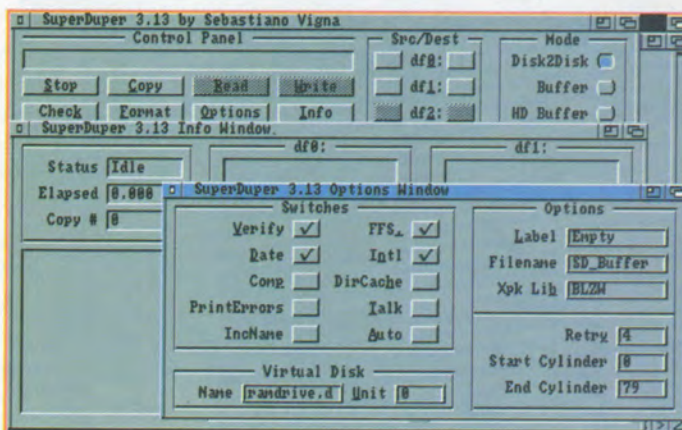 SuperDuper 3.13 by Sebastiano Vigna
Control Panel
Src/Dest
Mode
df0:
Disk2Disk
Stop Copy Read Write
df1:
Buffer
Check Format Options Info
df2:
HD Buffer
SuperDuper 3.13 Info Window.
df0:
df1:
Status Idle
Elapsed 0.000
Copy # 0
SuperDuper 3.13 Options Window
Switches
Verify FFS
Date Intl
Comp DirCache
PrintErrors Talk
IncName Auto
Virtual Disk
Name ramdrive.d Unit 0
Options
Label Empty
Filename SD_Buffer
Xpk Lib BLZW
Retry 4
Start Cylinder 0
End Cylinder 79